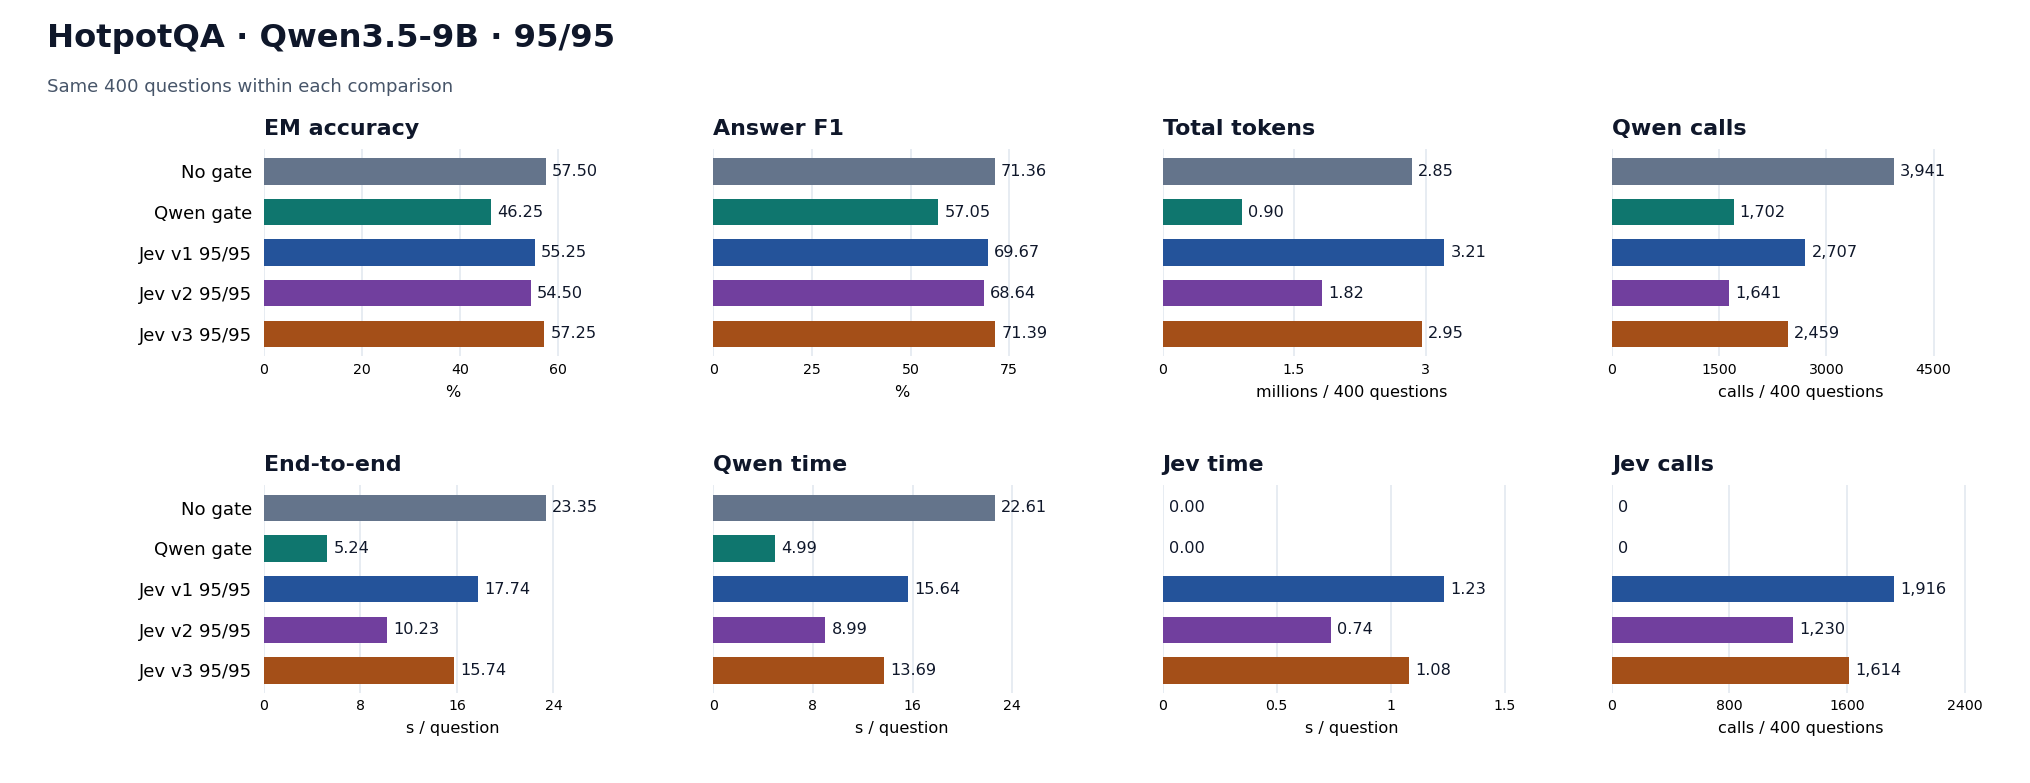 HotpotQA · Qwen3.5-9B · 95/95
Same 400 questions within each comparison
EM accuracy
No gate 57.50
Qwen gate 46.25
Jev v1 95/95 55.25
Jev v2 95/95 54.50
Jev v3 95/95 57.25
0 20 40 60
%
Answer F1
71.36
57.05
69.67
68.64
71.39
0 25 50 75
%
Total tokens
2.85
0.90
3.21
1.82
2.95
0 1.5 3
millions / 400 questions
Qwen calls
3,941
1,702
2,707
1,641
2,459
0 1500 3000 4500
calls / 400 questions
End-to-end
No gate 23.35
Qwen gate 5.24
Jev v1 95/95 17.74
Jev v2 95/95 10.23
Jev v3 95/95 15.74
0 8 16 24
s / question
Qwen time
22.61
4.99
15.64
8.99
13.69
0 8 16 24
s / question
Jev time
0.00
0.00
1.23
0.74
1.08
0 0.5 1 1.5
s / question
Jev calls
0
0
1,916
1,230
1,614
0 800 1600 2400
calls / 400 questions